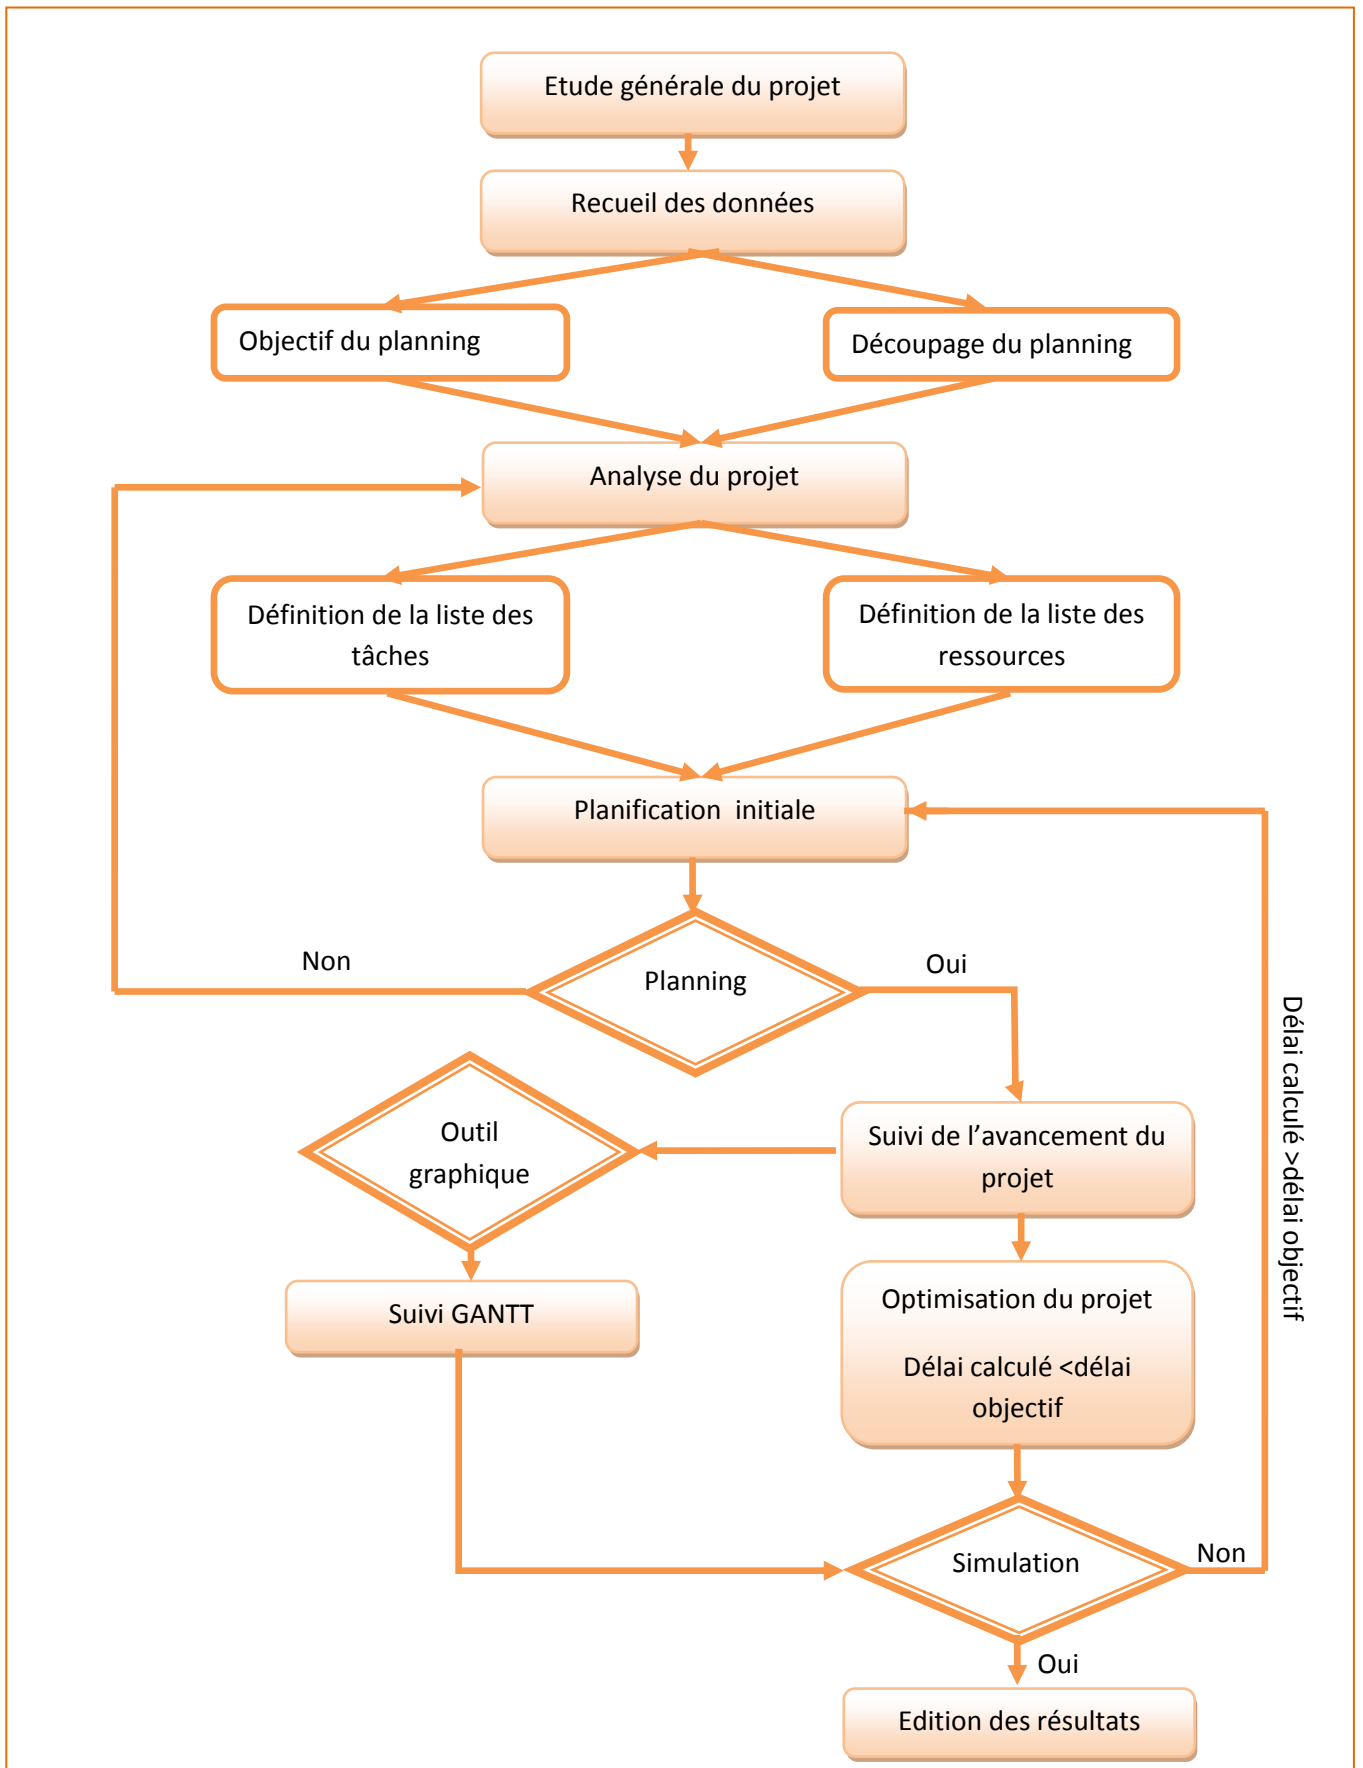 Etude générale du projet
Recueil des données
Objectif du planning
Découpage du planning
Analyse du projet
Définition de la liste des
tâches
Définition de la liste des
ressources
Planification  initiale
Non
Planning
Oui
Outil
graphique
Suivi de l’avancement du
projet
Délai calculé >délai objectif
Suivi GANTT
Optimisation du projet
Délai calculé <délai
objectif
Simulation
Non
Oui
Edition des résultats